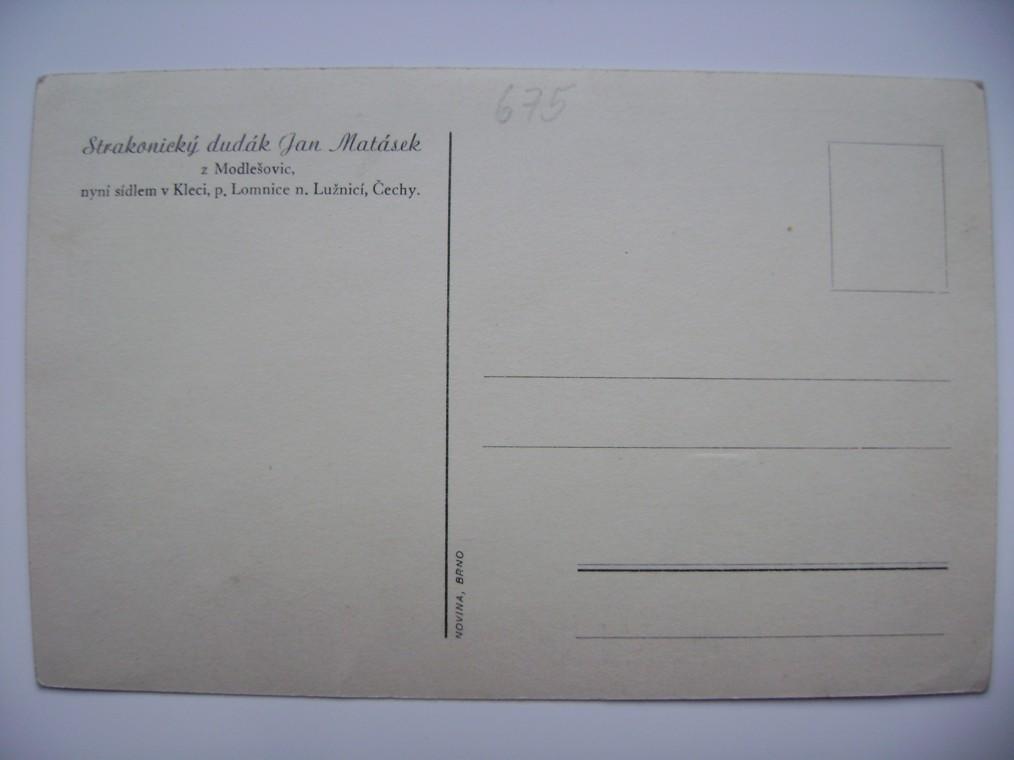 675
Strakonický dudák Jan Matásek
z Modlešovic,
nyní sídlem v Kleci, p. Lomnice n. Lužnicí, Čechy.
NOVINA, BRNO